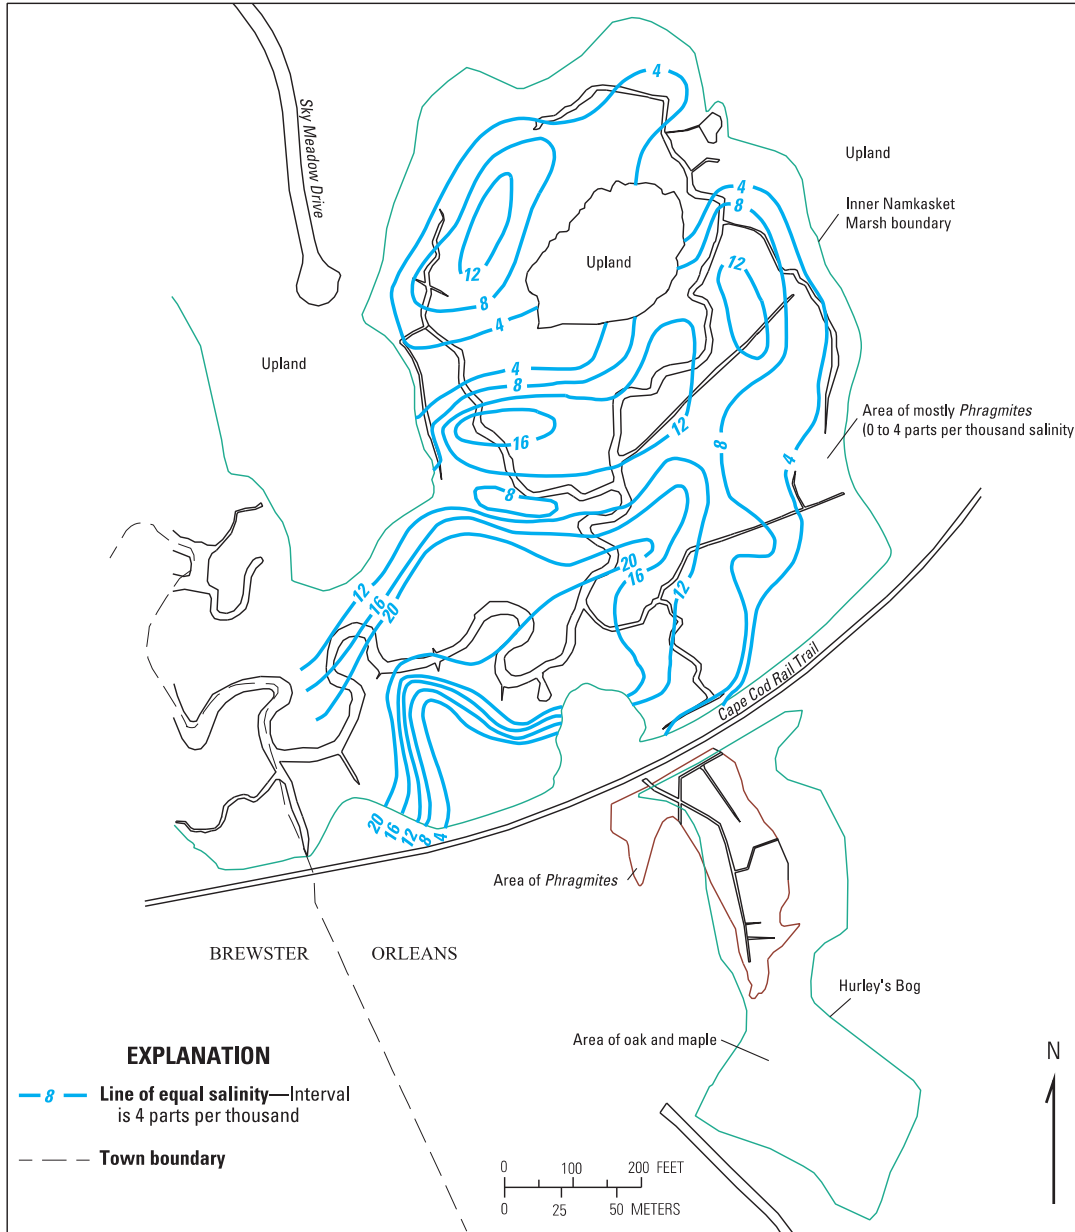 4
Sky Meadow Drive
Upland
4
8
Inner Namkasket
Marsh boundary
Upland
12
12
8
4
Upland
4
8
Area of mostly Phragmites
(0 to 4 parts per thousand salinity
16
12
8
4
8
20
16
12
12
16
20
Cape Cod Rail Trail
20
16
12
8
4
Area of Phragmites
BREWSTER
ORLEANS
Hurley's Bog
Area of oak and maple
N
EXPLANATION
8 Line of equal salinity—Interval
is 4 parts per thousand
Town boundary
0 100 200 FEET
0 25 50 METERS